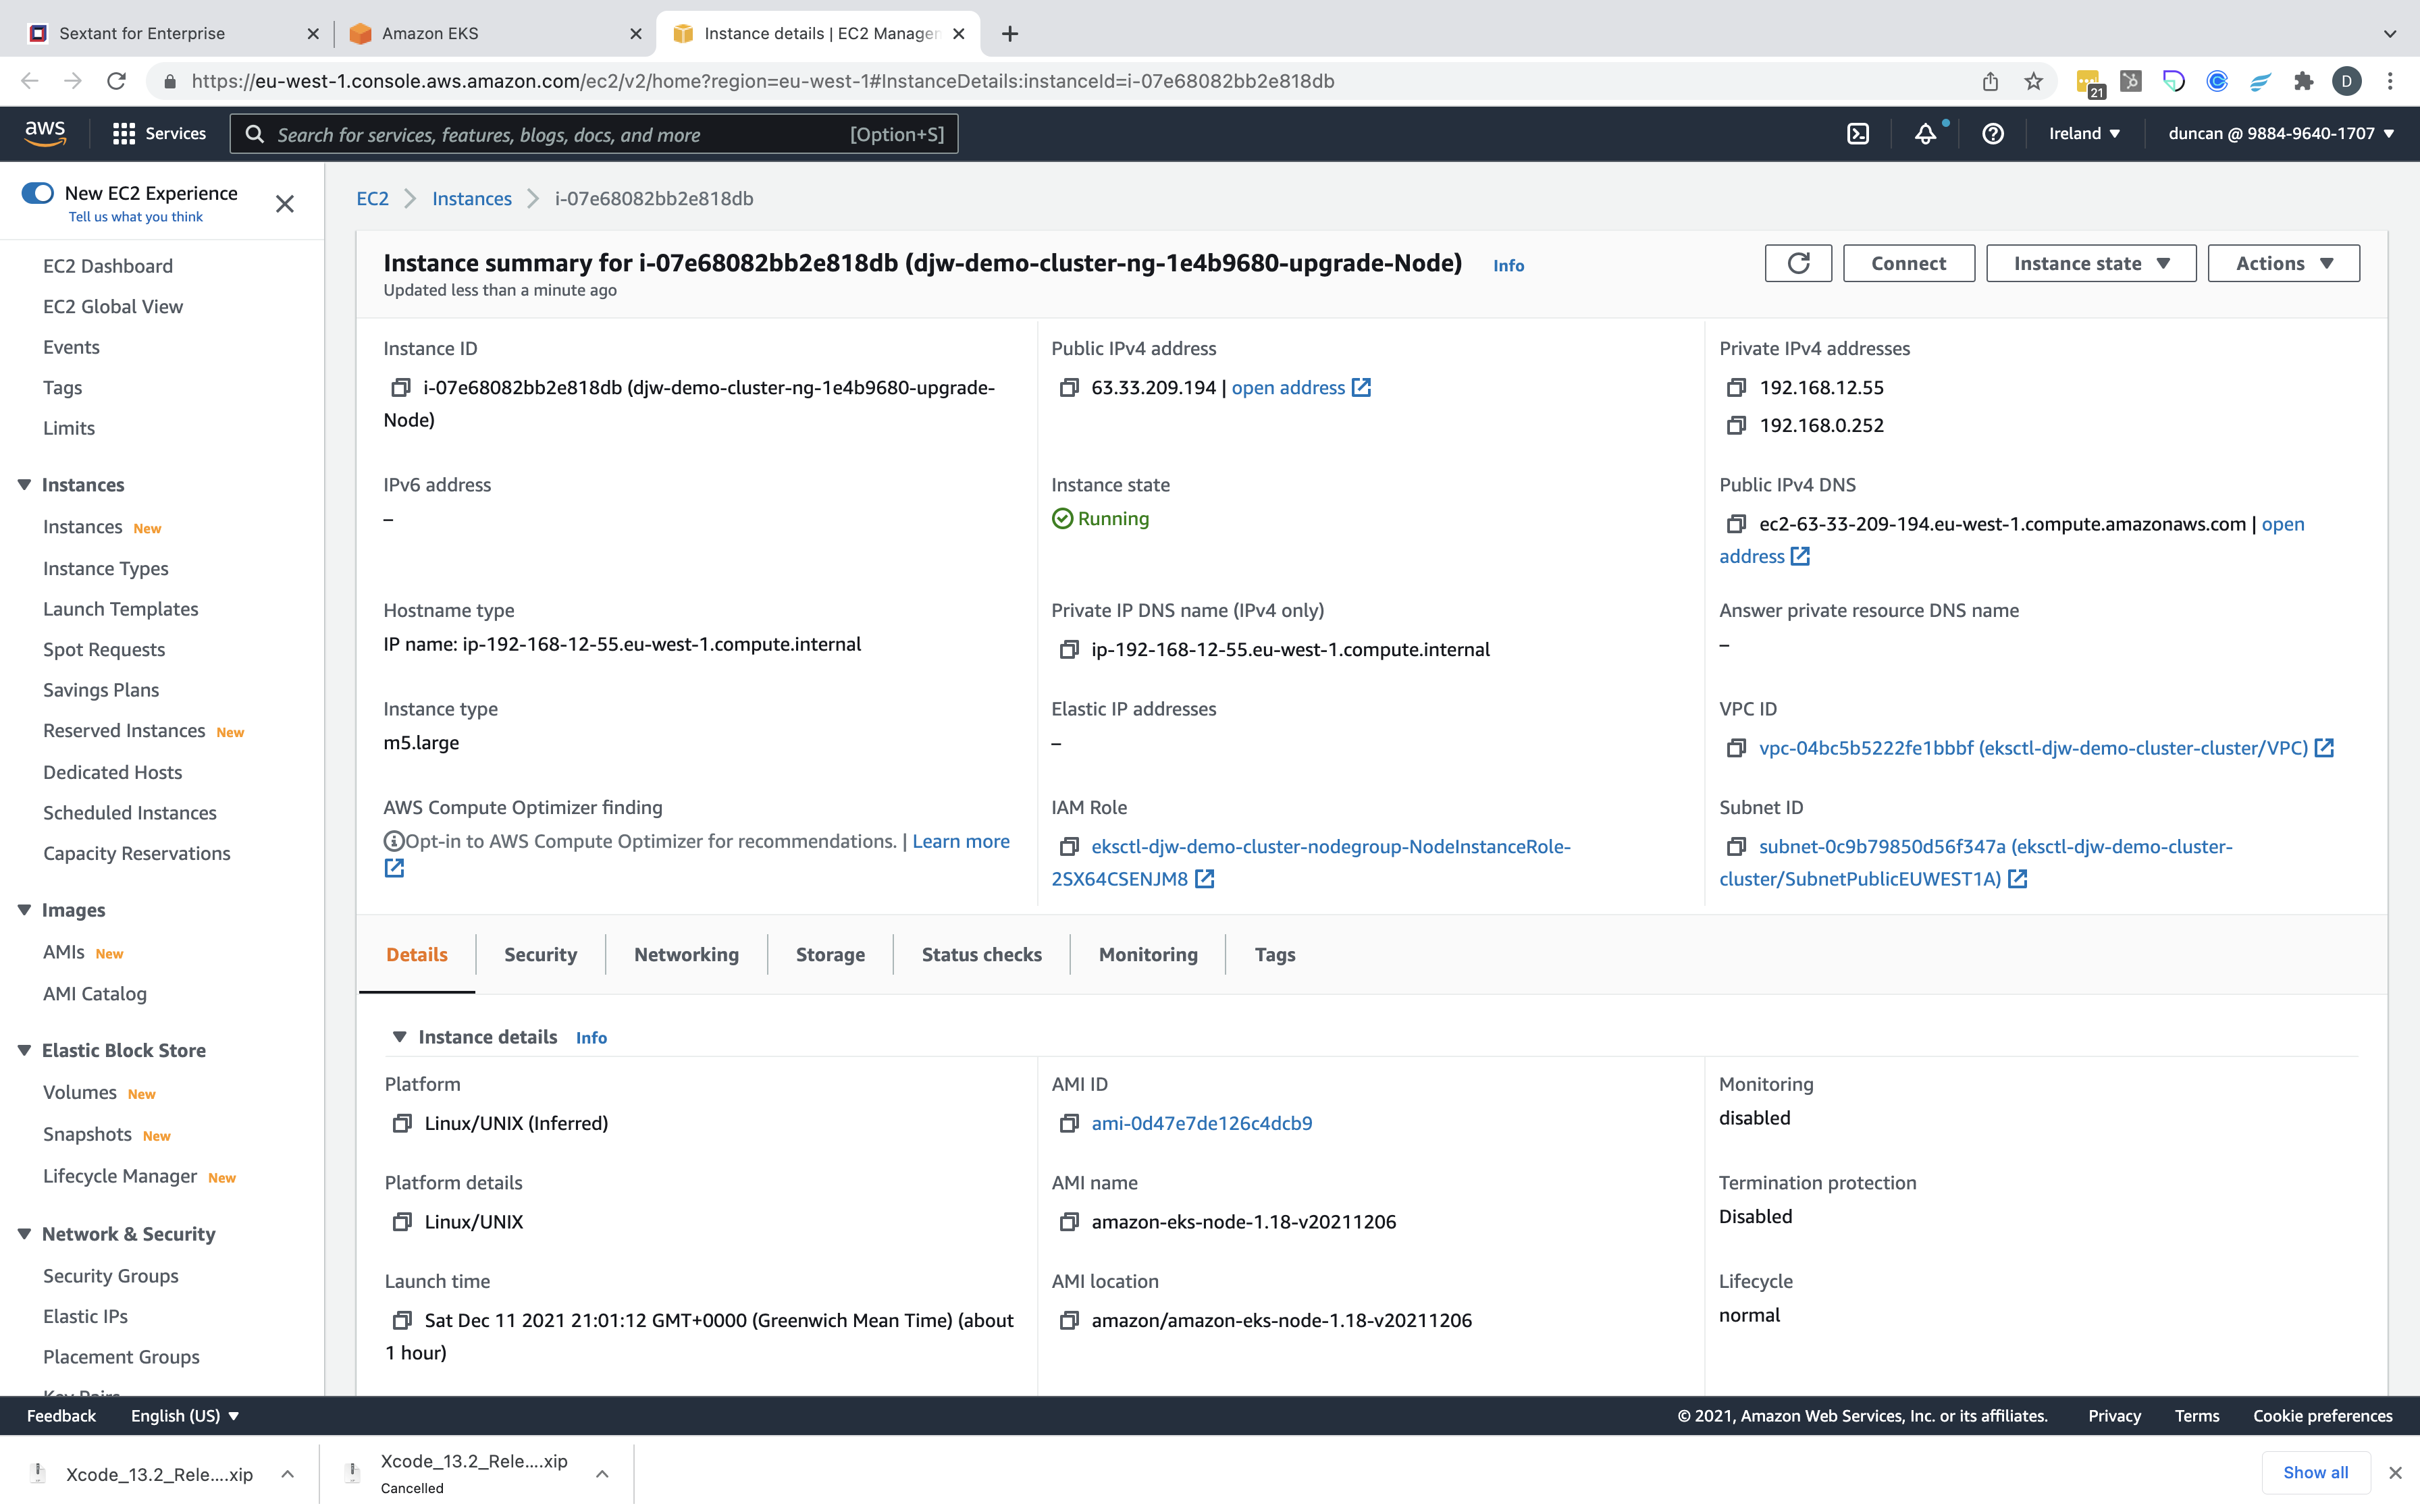 Sextant for Enterprise
Amazon EKS
Instance details | EC2 Manager
https://eu-west-1.console.aws.amazon.com/ec2/v2/home?region=eu-west-1#InstanceDetails:instanceId=i-07e68082bb2e818db
21
D
aws
Services
Search for services, features, blogs, docs, and more
[Option+S]
Ireland
duncan @ 9884-9640-1707
New EC2 Experience
Tell us what you think
EC2 Dashboard
EC2 Global View
Events
Tags
Limits
Instances
Instances New
Instance Types
Launch Templates
Spot Requests
Savings Plans
Reserved Instances New
Dedicated Hosts
Scheduled Instances
Capacity Reservations
Images
AMIs New
AMI Catalog
Elastic Block Store
Volumes New
Snapshots New
Lifecycle Manager New
Network & Security
Security Groups
Elastic IPs
Placement Groups
Key Pairs
EC2 > Instances > i-07e68082bb2e818db
Instance summary for i-07e68082bb2e818db (djw-demo-cluster-ng-1e4b9680-upgrade-Node) Info
Updated less than a minute ago
Connect
Instance state
Actions
Instance ID
i-07e68082bb2e818db (djw-demo-cluster-ng-1e4b9680-upgrade-
Node)
Public IPv4 address
63.33.209.194 | open address
Private IPv4 addresses
192.168.12.55
192.168.0.252
IPv6 address
–
Instance state
Running
Public IPv4 DNS
ec2-63-33-209-194.eu-west-1.compute.amazonaws.com | open
address
Hostname type
IP name: ip-192-168-12-55.eu-west-1.compute.internal
Private IP DNS name (IPv4 only)
ip-192-168-12-55.eu-west-1.compute.internal
Answer private resource DNS name
–
Instance type
m5.large
Elastic IP addresses
–
VPC ID
vpc-04bc5b5222fe1bbbf (eksctl-djw-demo-cluster-cluster/VPC)
AWS Compute Optimizer finding
Opt-in to AWS Compute Optimizer for recommendations. | Learn more
IAM Role
eksctl-djw-demo-cluster-nodegroup-NodeInstanceRole-
2SX64CSENJM8
Subnet ID
subnet-0c9b79850d56f347a (eksctl-djw-demo-cluster-
cluster/SubnetPublicEUWEST1A)
Details
Security
Networking
Storage
Status checks
Monitoring
Tags
Instance details Info
Platform
Linux/UNIX (Inferred)
AMI ID
ami-0d47e7de126c4dcb9
Monitoring
disabled
Platform details
Linux/UNIX
AMI name
amazon-eks-node-1.18-v20211206
Termination protection
Disabled
Launch time
Sat Dec 11 2021 21:01:12 GMT+0000 (Greenwich Mean Time) (about
1 hour)
AMI location
amazon/amazon-eks-node-1.18-v20211206
Lifecycle
normal
Feedback
English (US)
© 2021, Amazon Web Services, Inc. or its affiliates.
Privacy
Terms
Cookie preferences
Xcode_13.2_Rele....xip
Xcode_13.2_Rele....xip
Cancelled
Show all